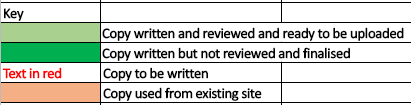 Key
Copy written and reviewed and ready to be uploaded
Copy written but not reviewed and finalised
Text in red Copy to be written
Copy used from existing site